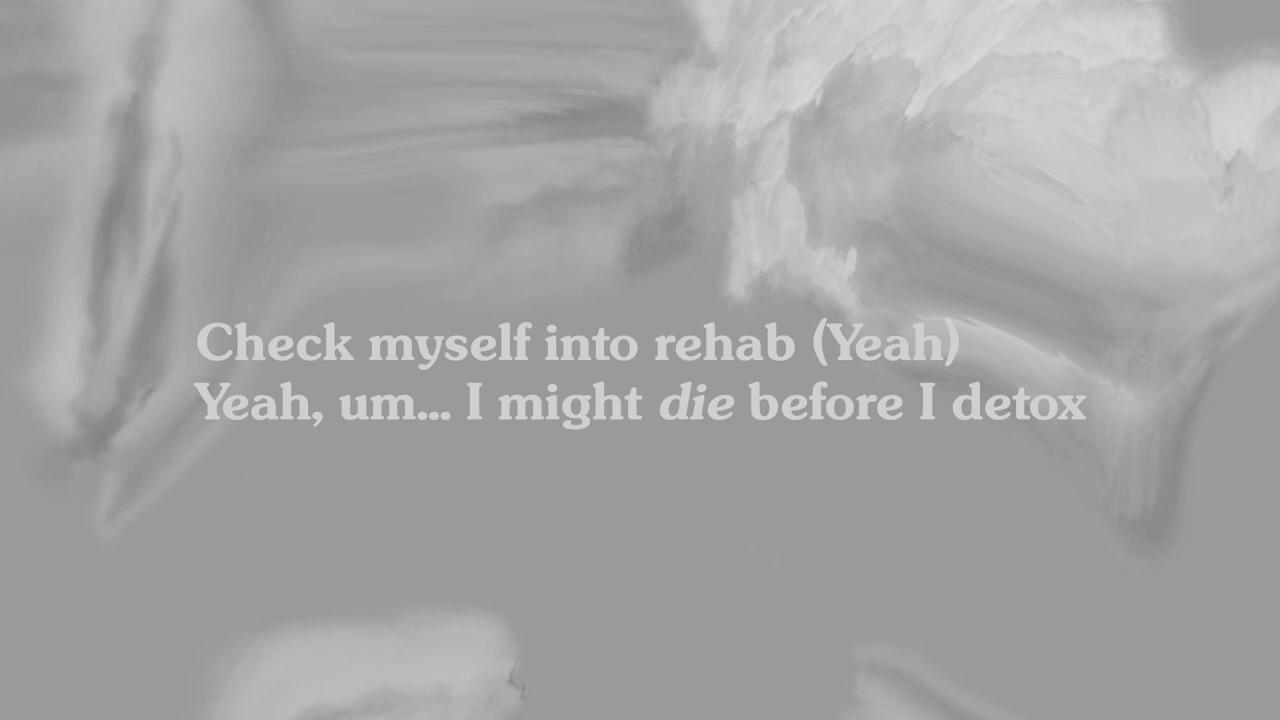 Check myself into rehab (Yeah)
Yeah, um... I might die before I detox